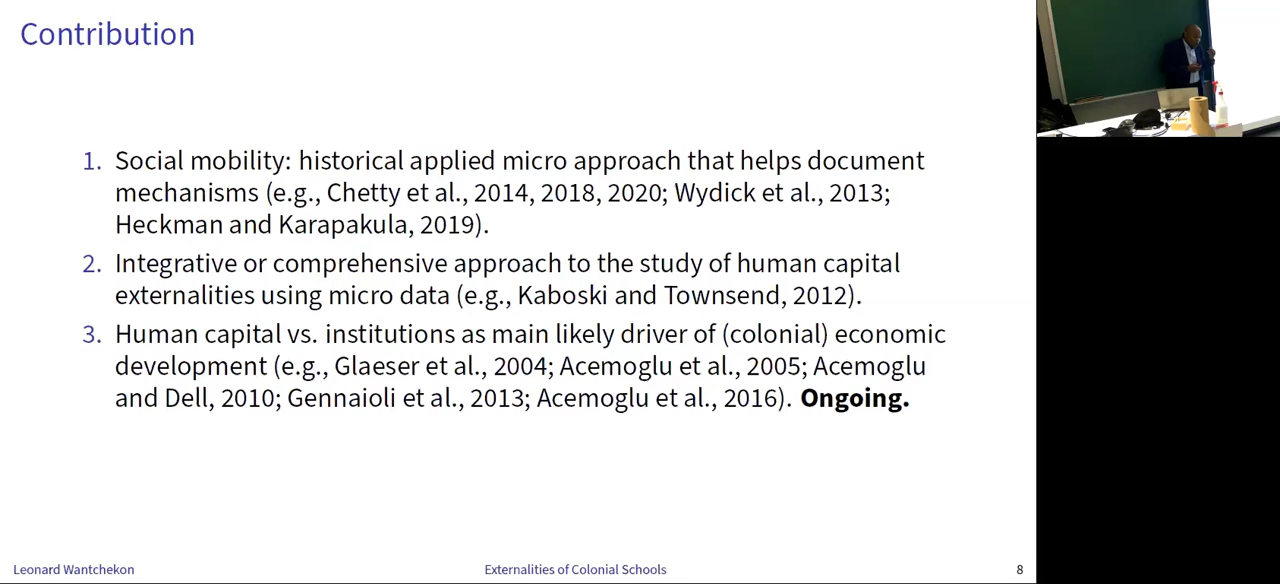 Contribution
1. Social mobility: historical applied micro approach that helps document
mechanisms (e.g., Chetty et al., 2014, 2018, 2020; Wydick et al., 2013;
Heckman and Karapakula, 2019).
2. Integrative or comprehensive approach to the study of human capital
externalities using micro data (e.g., Kaboski and Townsend, 2012).
3. Human capital vs. institutions as main likely driver of (colonial) economic
development (e.g., Glaeser et al., 2004; Acemoglu et al., 2005; Acemoglu
and Dell, 2010; Gennaioli et al., 2013; Acemoglu et al., 2016). Ongoing.
Leonard Wantchekon
Externalities of Colonial Schools
8